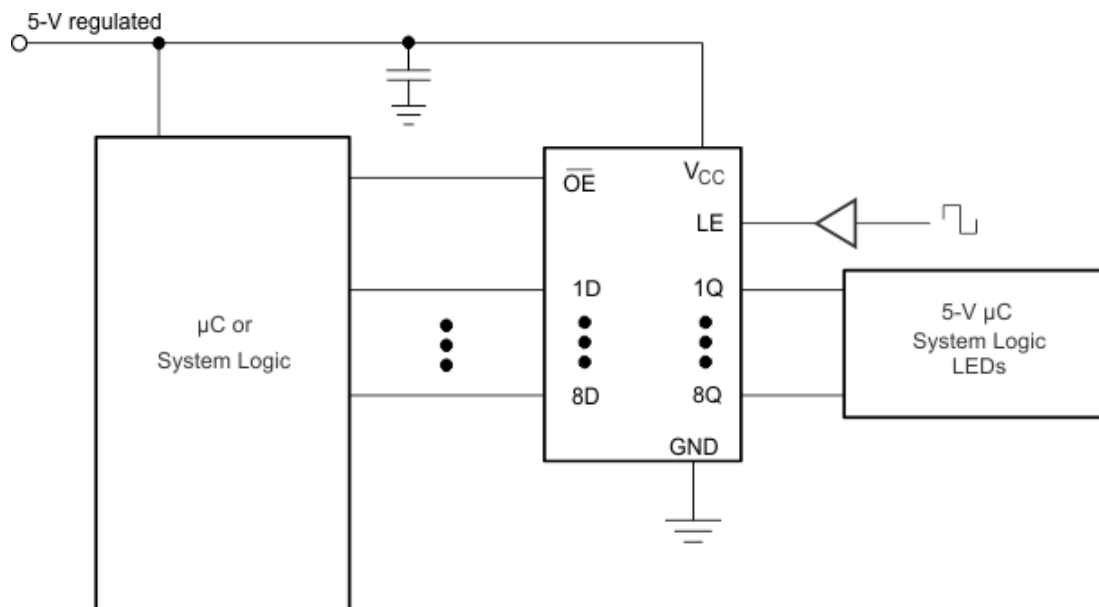 5-V regulated
OE
VCC
LE
1D
1Q
8D
8Q
GND
µC or
System Logic
5-V µC
System Logic
LEDs